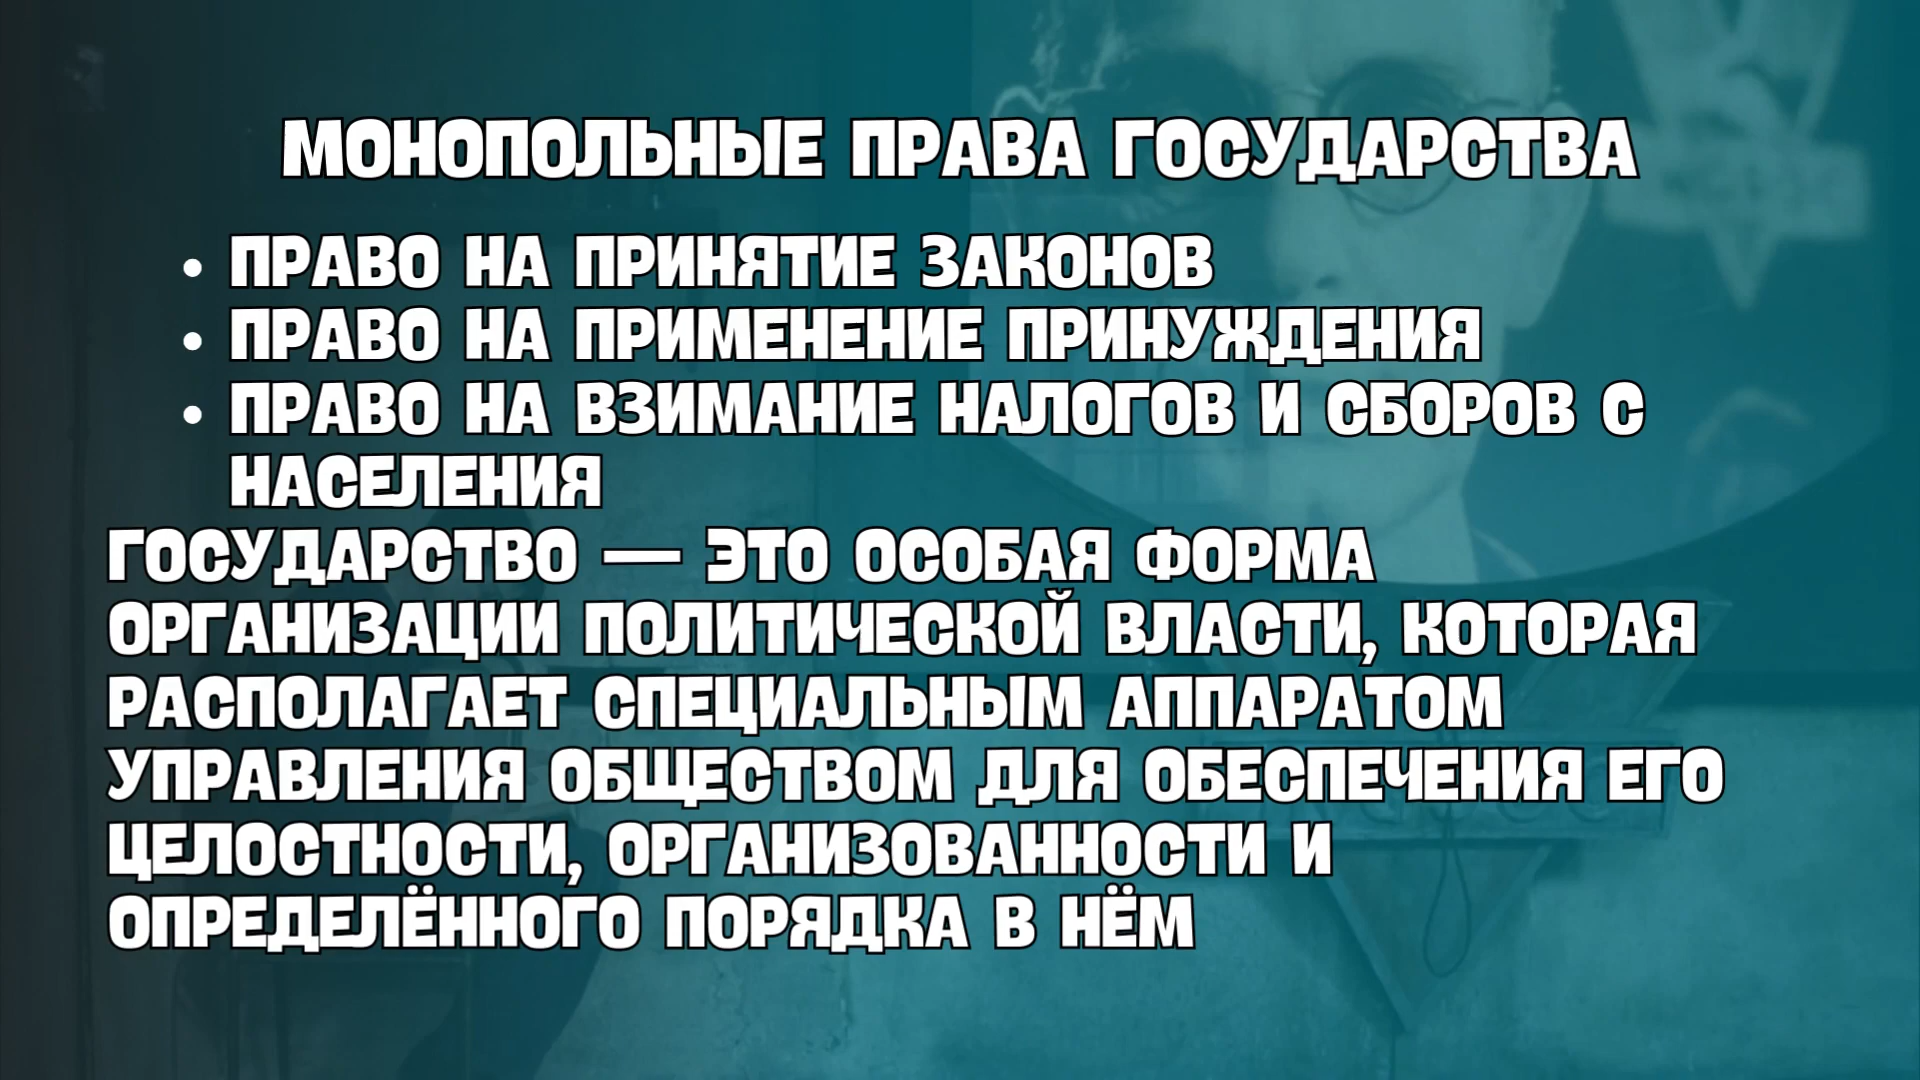 МОНОПОЛЬНЫЕ ПРАВА ГОСУДАРСТВА
• ПРАВО НА ПРИНЯТИЕ ЗАКОНОВ
• ПРАВО НА ПРИМЕНЕНИЕ ПРИНУЖДЕНИЯ
• ПРАВО НА ВЗИМАНИЕ НАЛОГОВ И СБОРОВ С
НАСЕЛЕНИЯ
ГОСУДАРСТВО — ЭТО ОСОБАЯ ФОРМА
ОРГАНИЗАЦИИ ПОЛИТИЧЕСКОЙ ВЛАСТИ, КОТОРАЯ
РАСПОЛАГАЕТ СПЕЦИАЛЬНЫМ АППАРАТОМ
УПРАВЛЕНИЯ ОБЩЕСТВОМ ДЛЯ ОБЕСПЕЧЕНИЯ ЕГО
ЦЕЛОСТНОСТИ, ОРГАНИЗОВАННОСТИ И
ОПРЕДЕЛЁННОГО ПОРЯДКА В НЁМ